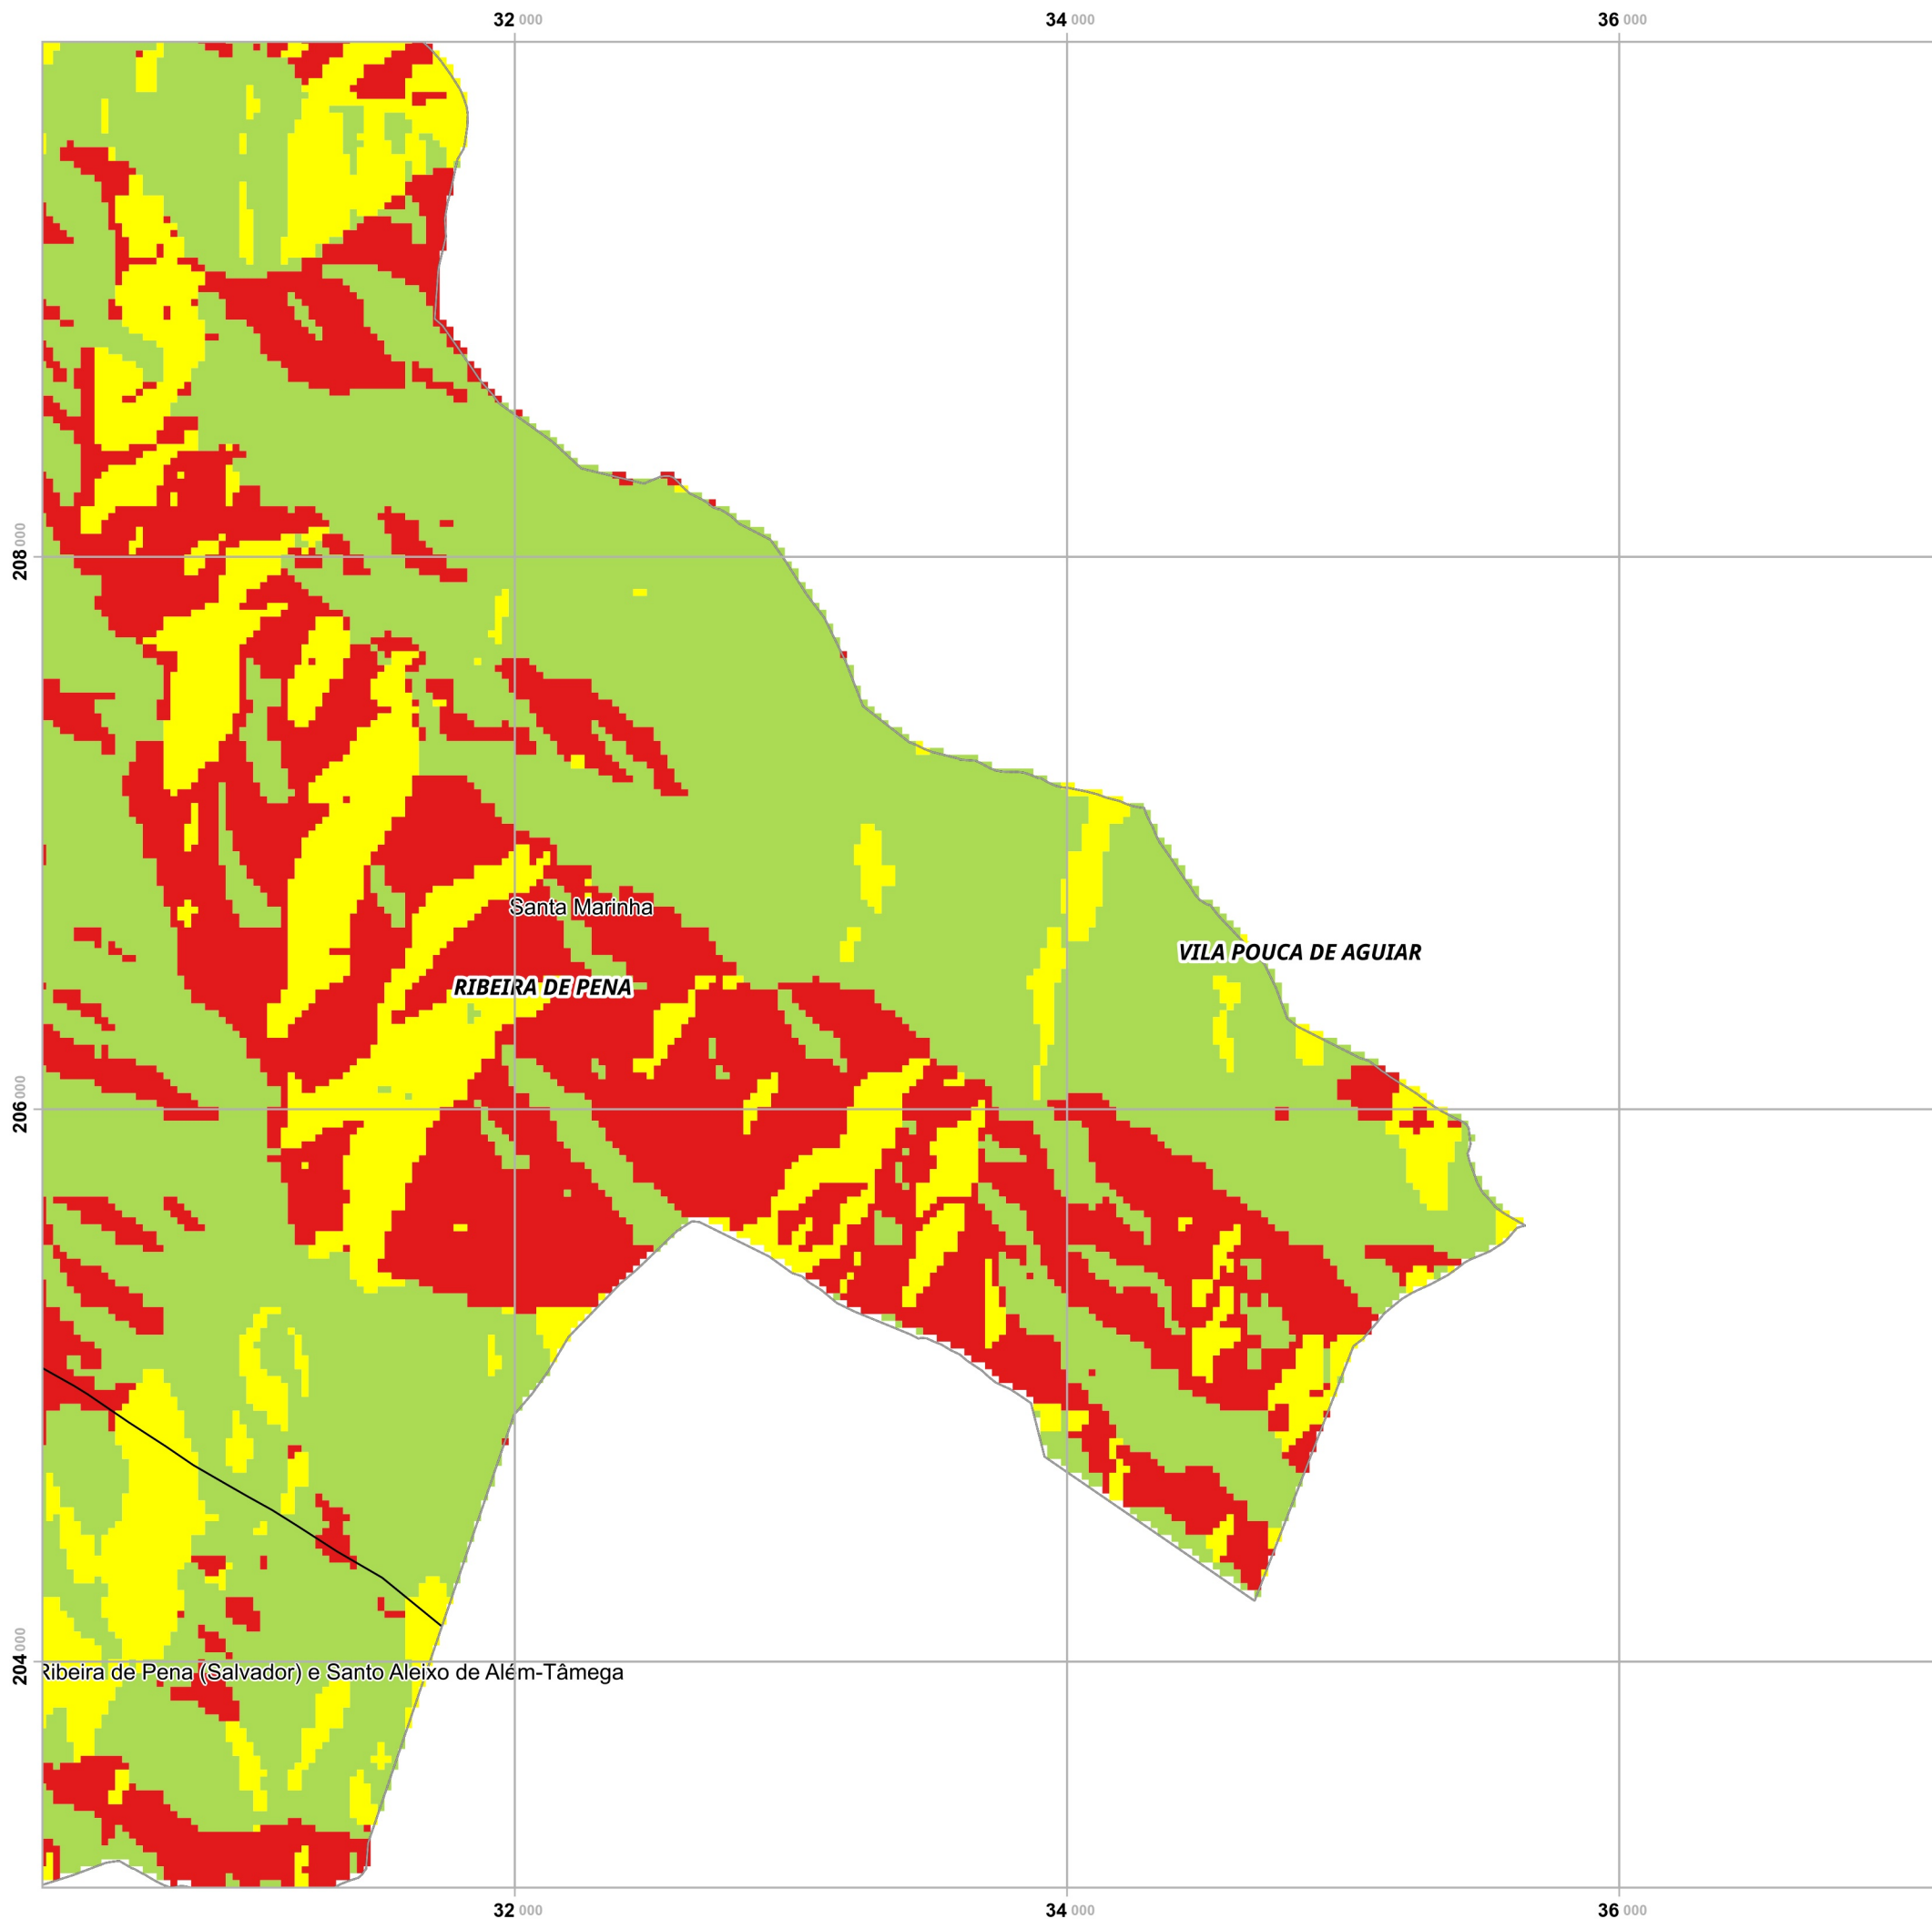 32 000
34 000
36 000
208 000
Santa Marinha
VILA POUCA DE AGUIAR
RIBEIRA DE PENA
206 000
204 000
Ribeira de Pena (Salvador) e Santo Aleixo de Além-Tâmega
32 000
34 000
36 000